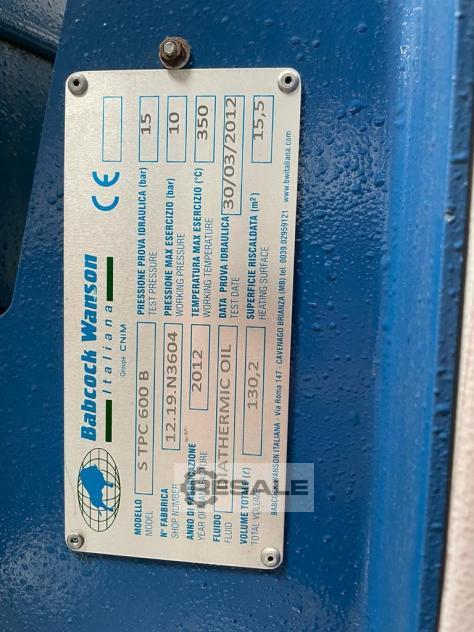 Babcock Wanson
Italiana
Groupe CNIM
CE
MODELLO
MODEL
S TPC 600 B
N° FABBRICA
SHOP NUMBER
12.19.N3604
ANNO DI FABBRICAZIONE
YEAR OF MANUFACTURE
2012
FLUIDO
FLUID
DIATHERMIC OIL
VOLUME TOTALE (ℓ)
TOTAL VOLUME
130,2
PRESSIONE PROVA IDRAULICA (bar)
TEST PRESSURE
15
PRESSIONE MAX ESERCIZIO (bar)
WORKING PRESSURE
10
TEMPERATURA MAX ESERCIZIO (°C)
WORKING TEMPERATURE
350
DATA PROVA IDRAULICA
TEST DATE
30/03/2012
SUPERFICIE RISCALDATA (m²)
HEATING SURFACE
15,5
BABCOCK WANSON ITALIANA - Via Roma 147 - CAVENAGO BRIANZA (MB) tel. 0039.02959121 - www.bwitaliana.com
RESALE